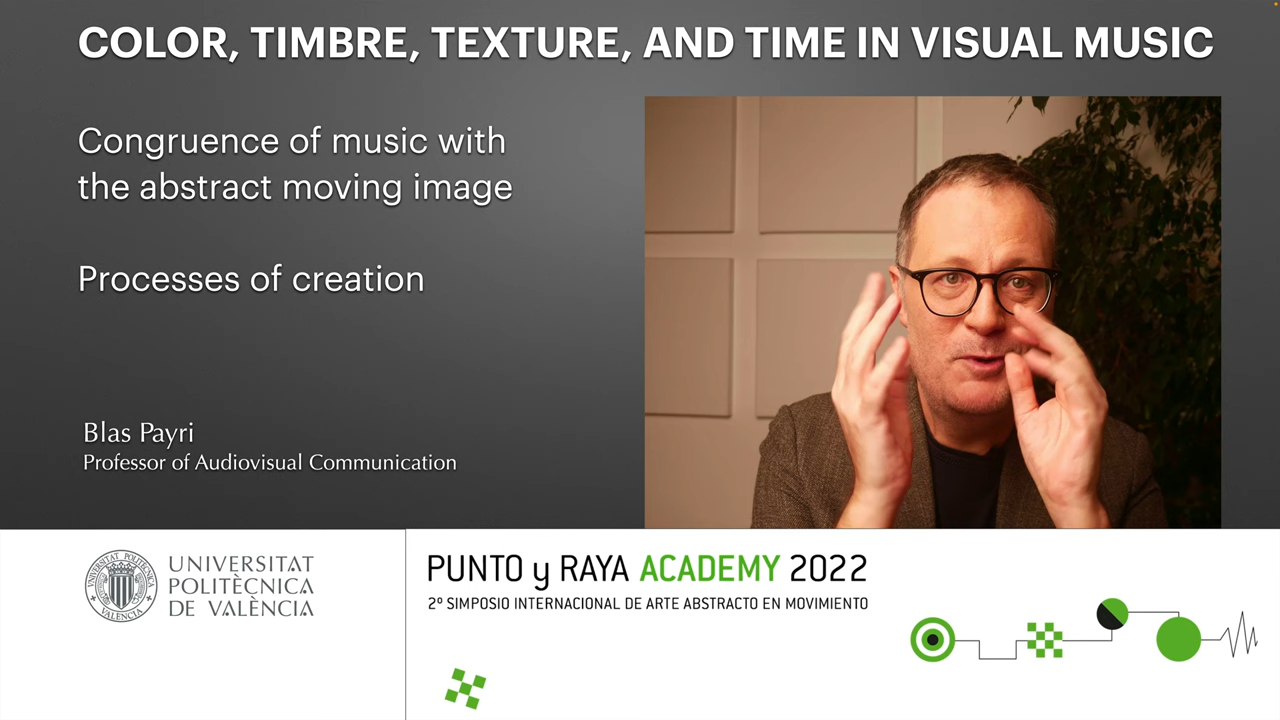 COLOR, TIMBRE, TEXTURE, AND TIME IN VISUAL MUSIC
Congruence of music with
the abstract moving image
Processes of creation
Blas Payri
Professor of Audiovisual Communication
UNIVERSITAT
POLITÈCNICA
DE VALÈNCIA
PUNTO y RAYA ACADEMY 2022
2º SIMPOSIO INTERNACIONAL DE ARTE ABSTRACTO EN MOVIMIENTO